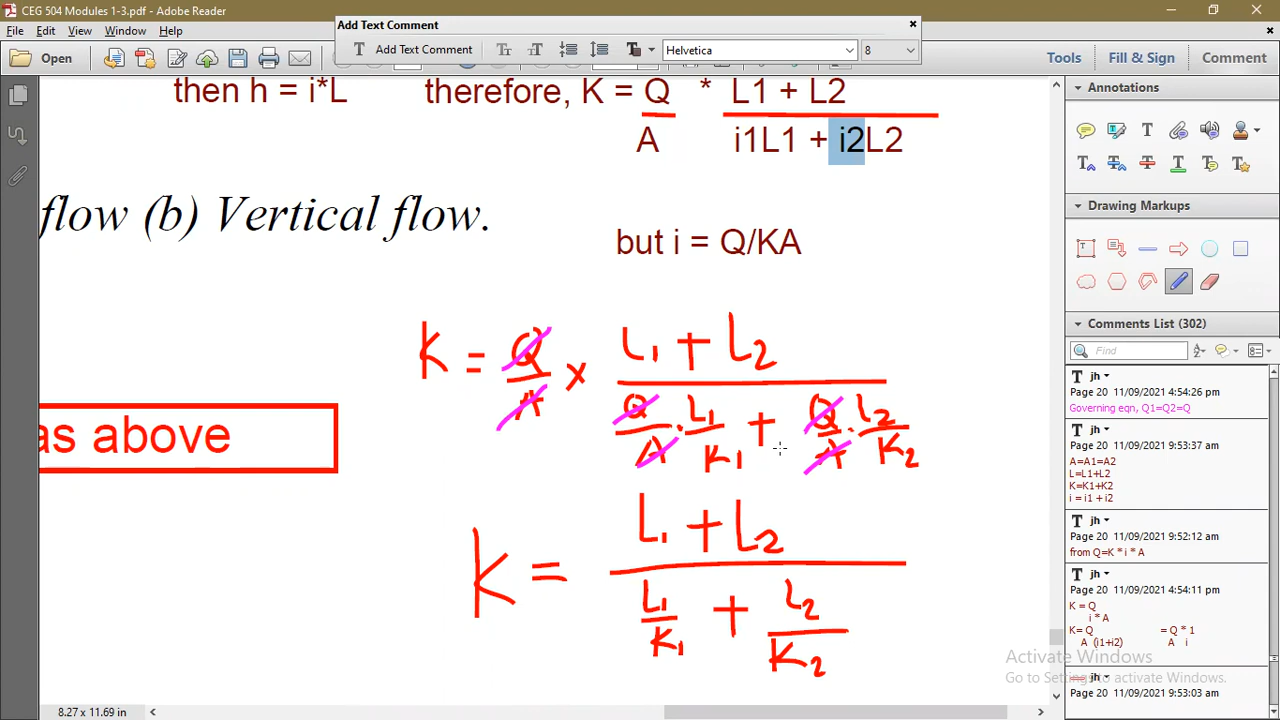 CEG 504 Modules 1-3.pdf - Adobe Reader
File Edit View Window Help
Add Text Comment
Open
Add Text Comment Helvetica 8
Tools Fill & Sign Comment
then h = i*L therefore, K = Q * L1 + L2
A i1L1 + i2L2
flow (b) Vertical flow.
but i = Q/KA
K = Q/A x (L1 + L2)/(Q/A . L1/K1 + Q/A . L2/K2)
as above
K = (L1 + L2)/(L1/K1 + L2/K2)
Annotations
T
Drawing Markups
Comments List (302)
Find
T jh
Page 20 11/09/2021 4:54:26 PM
Governing eqn, Q1=Q2=Q
T jh
Page 20 11/09/2021 9:53:37 AM
A=A1=A2
L=L1+L2
K=K1+K2
i = i1 + i2
T jh
Page 20 11/09/2021 9:52:12 AM
from Q=K * i * A
T jh
Page 20 11/09/2021 4:54:11 PM
K = Q
i * A
K= Q = Q * 1
A (i1+i2) A i
jh
Page 20 11/09/2021 9:53:03 AM
Activate Windows
Go to Settings to activate Windows.
8.27 x 11.69 in